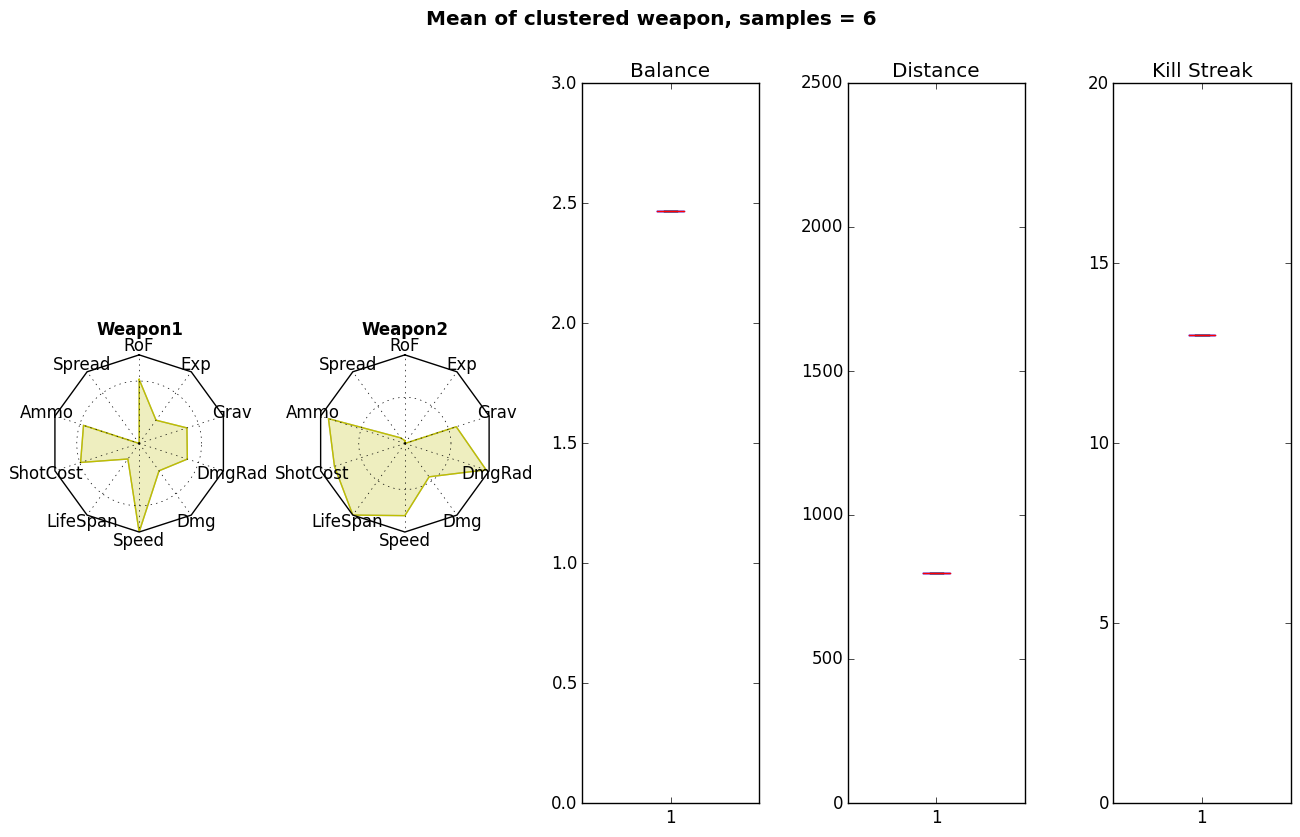 Mean of clustered weapon, samples = 6
Weapon1
RoF
Spread
Exp
Ammo
Grav
ShotCost
DmgRad
LifeSpan
Dmg
Speed
Weapon2
RoF
Spread
Exp
Ammo
Grav
ShotCost
DmgRad
LifeSpan
Dmg
Speed
Balance
3.0
2.5
2.0
1.5
1.0
0.5
0.0
1
Distance
2500
2000
1500
1000
500
0
1
Kill Streak
20
15
10
5
0
1